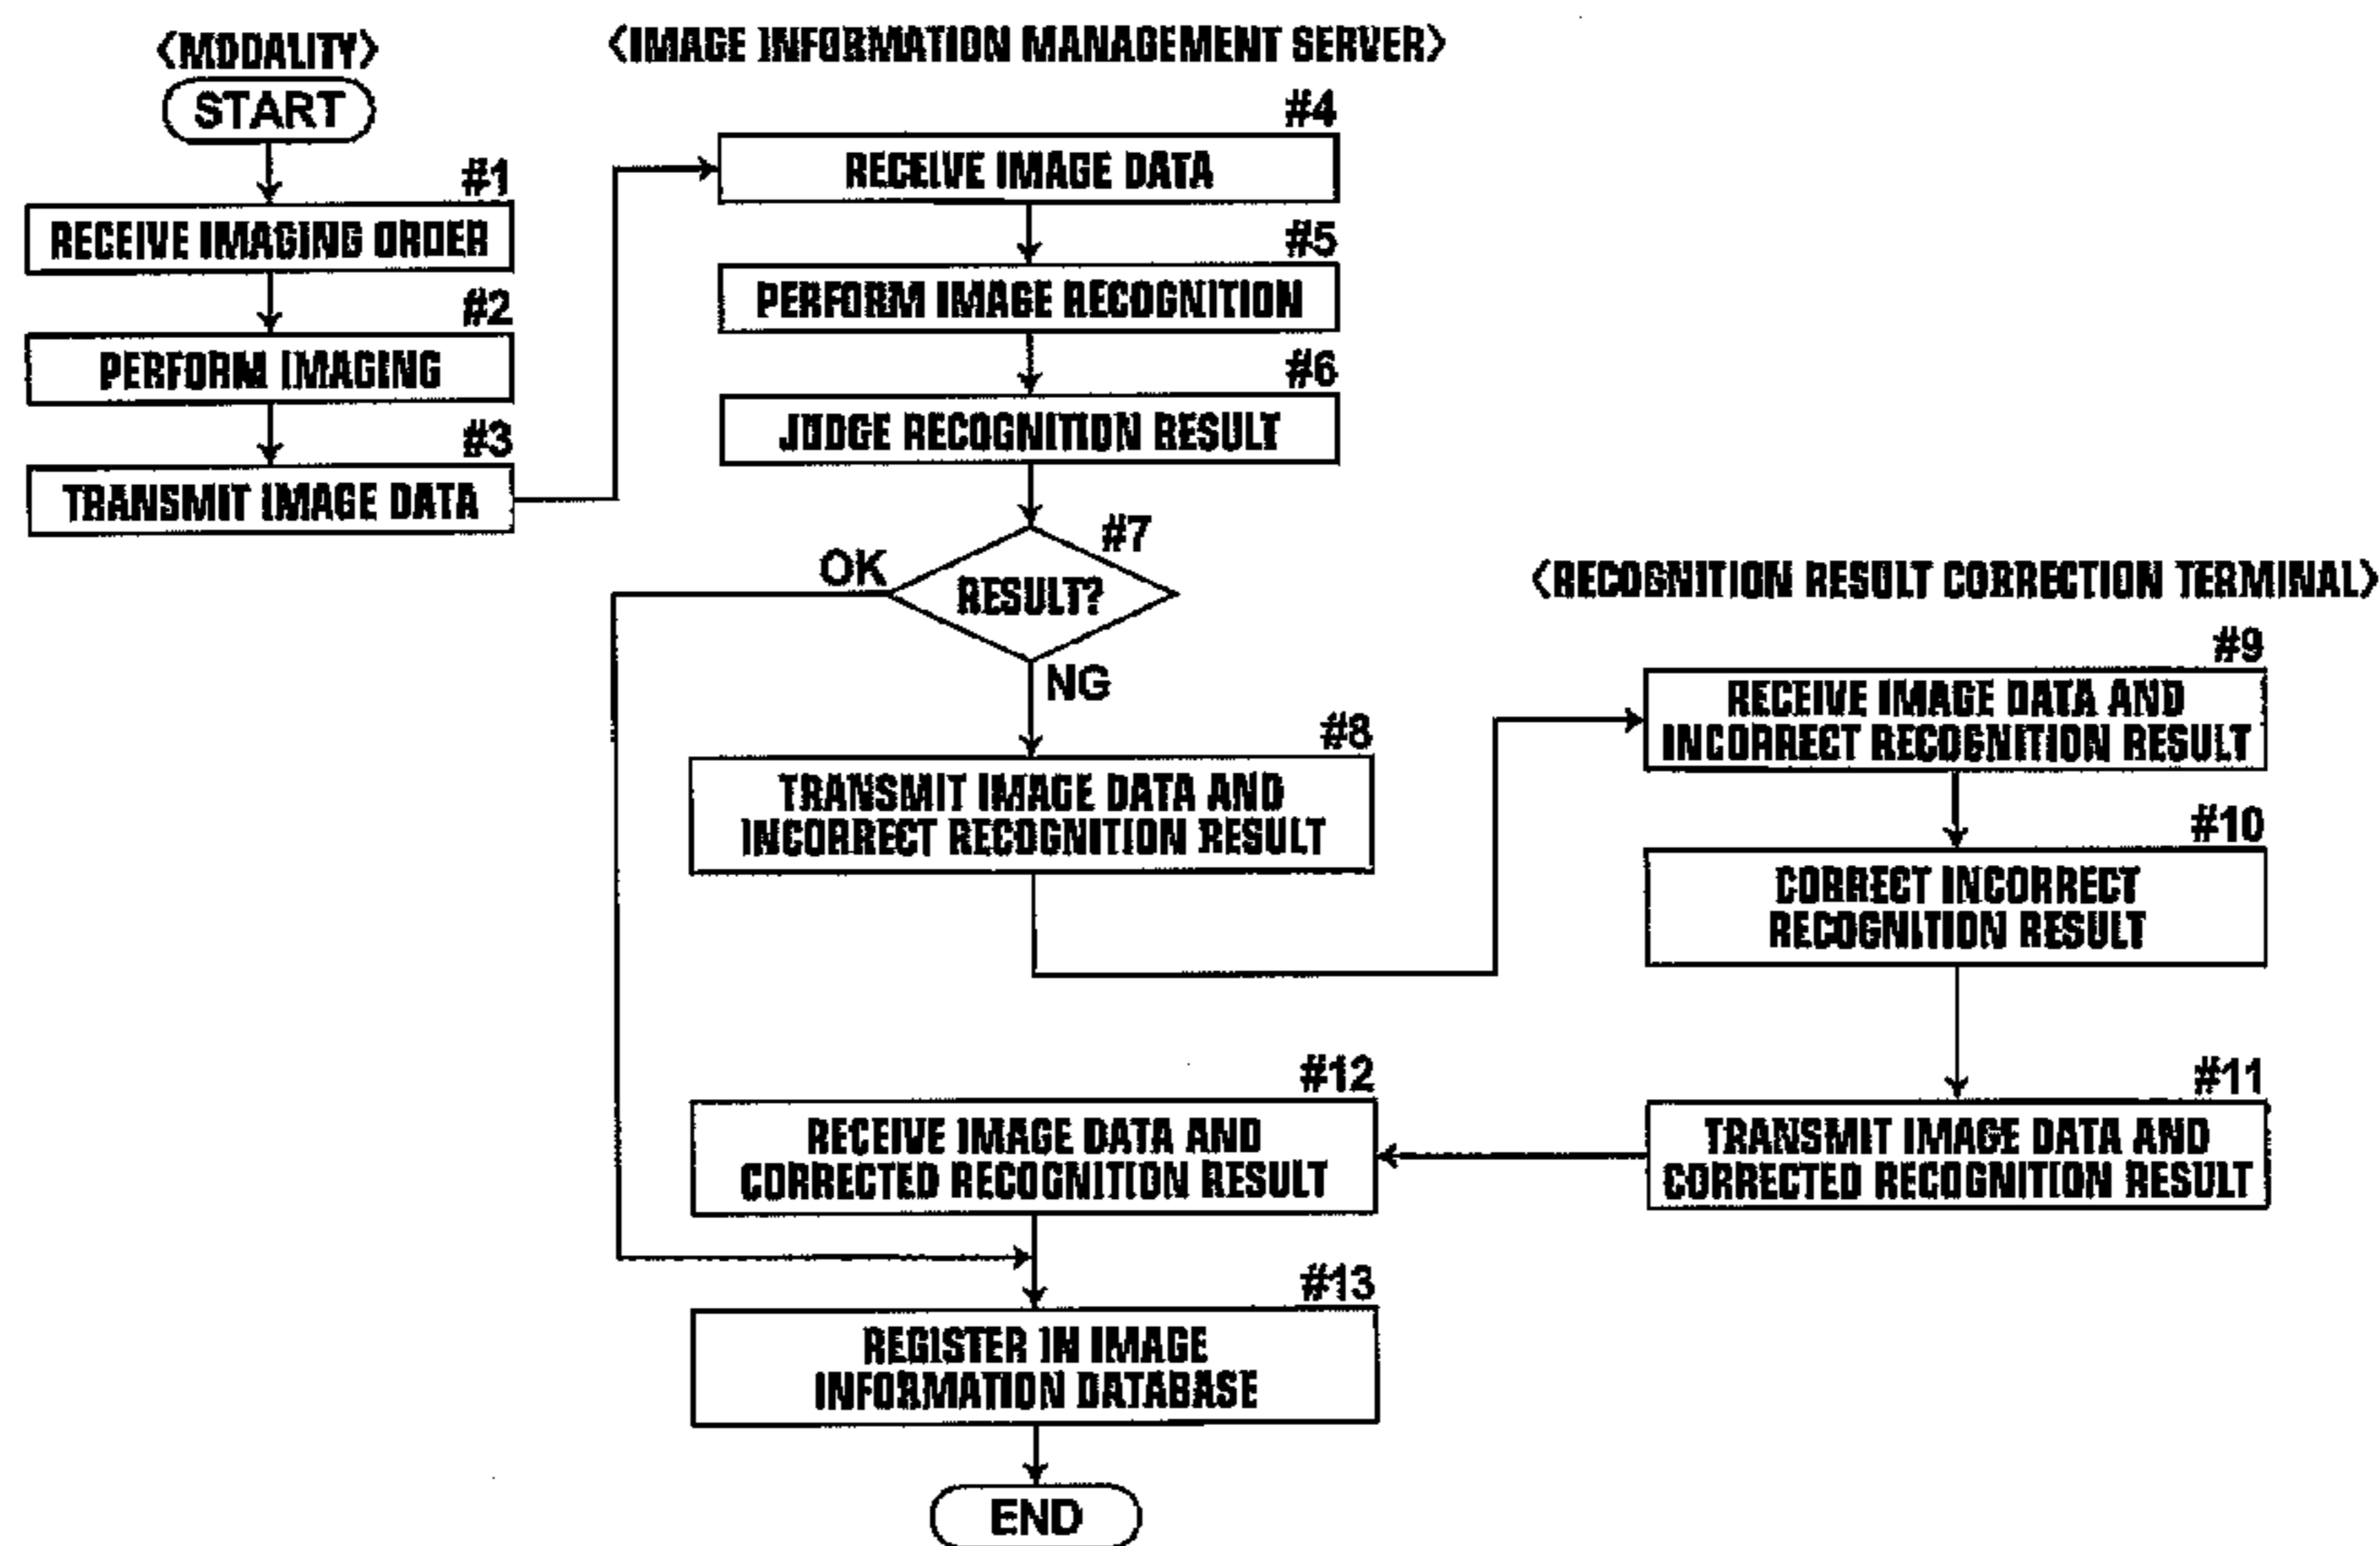 <MODALITY>
START
#1
RECEIVE IMAGING ORDER
#2
PERFORM IMAGING
#3
TRANSMIT IMAGE DATA
<IMAGE INFORMATION MANAGEMENT SERVER>
#4
RECEIVE IMAGE DATA
#5
PERFORM IMAGE RECOGNITION
#6
JUDGE RECOGNITION RESULT
#7
RESULT?
OK
NG
#8
TRANSMIT IMAGE DATA AND
INCORRECT RECOGNITION RESULT
<RECOGNITION RESULT CORRECTION TERMINAL>
#9
RECEIVE IMAGE DATA AND
INCORRECT RECOGNITION RESULT
#10
CORRECT INCORRECT
RECOGNITION RESULT
#11
TRANSMIT IMAGE DATA AND
CORRECTED RECOGNITION RESULT
#12
RECEIVE IMAGE DATA AND
CORRECTED RECOGNITION RESULT
#13
REGISTER IN IMAGE
INFORMATION DATABASE
END